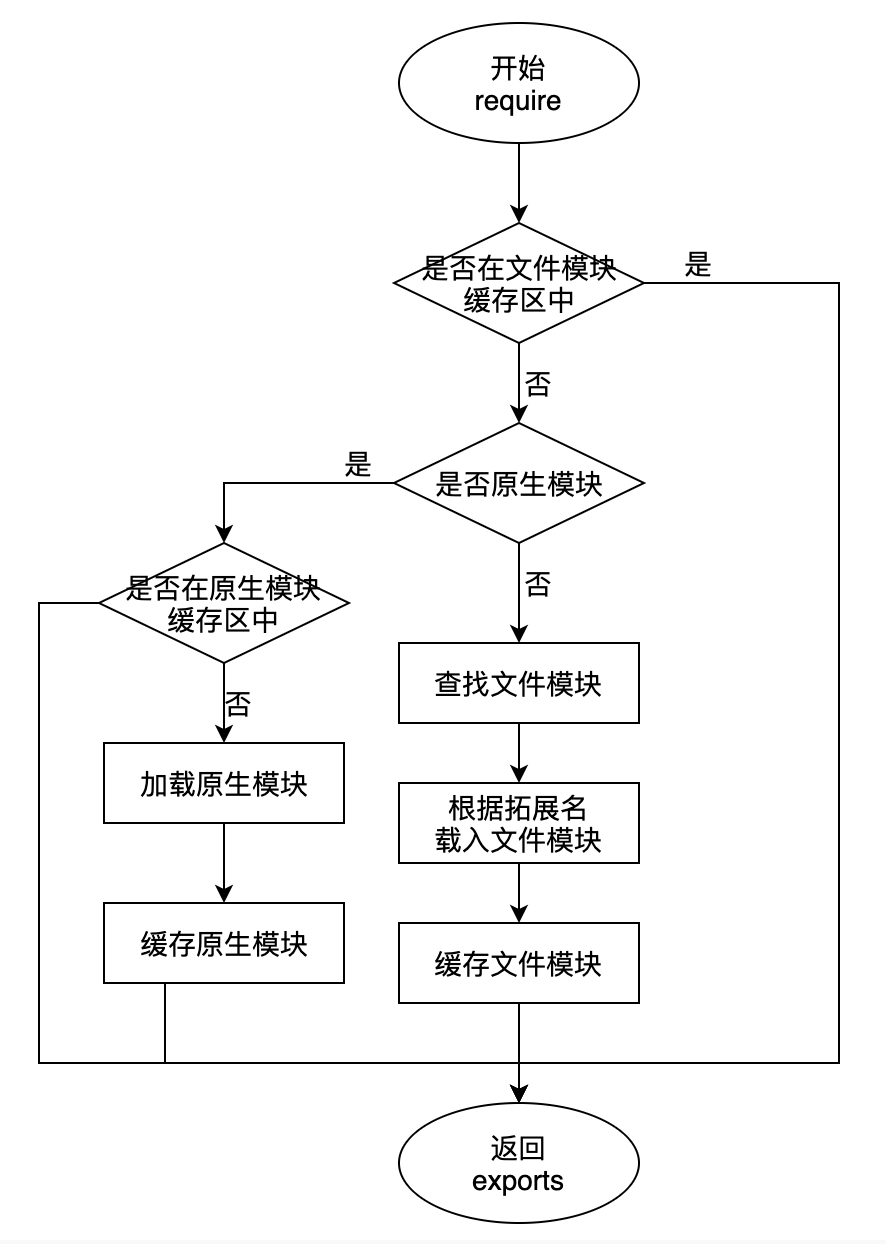 开始
require
是否在文件模块
缓存区中
是
否
是否原生模块
是
否
是否在原生模块
缓存区中
否
查找文件模块
加载原生模块
根据拓展名
载入文件模块
缓存原生模块
缓存文件模块
返回
exports